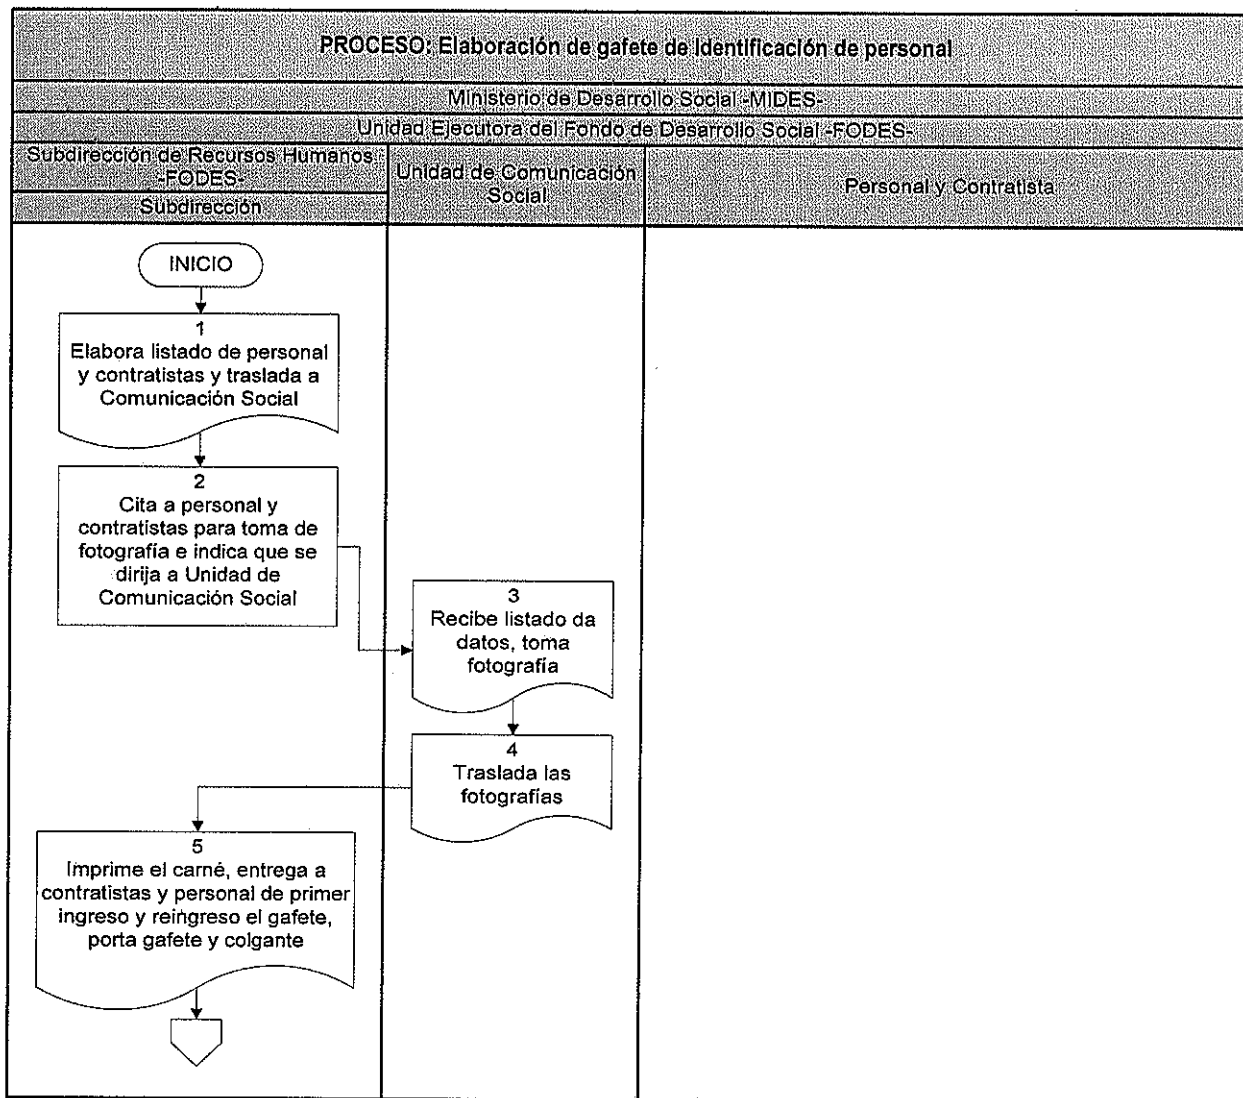 PROCESO: Elaboración de gafete de identificación de personal
Ministerio de Desarrollo Social -MIDES-
Unidad Ejecutora del Fondo de Desarrollo Social -FODES-
Subdirección de Recursos Humanos
-FODES-
Subdirección
Unidad de Comunicación
Social
Personal y Contratista
INICIO
1
Elabora listado de personal
y contratistas y traslada a
Comunicación Social
2
Cita a personal y
contratistas para toma de
fotografía e indica que se
dirija a Unidad de
Comunicación Social
3
Recibe listado da
datos, toma
fotografía
4
Traslada las
fotografías
5
Imprime el carné, entrega a
contratistas y personal de primer
ingreso y reingreso el gafete,
porta gafete y colgante